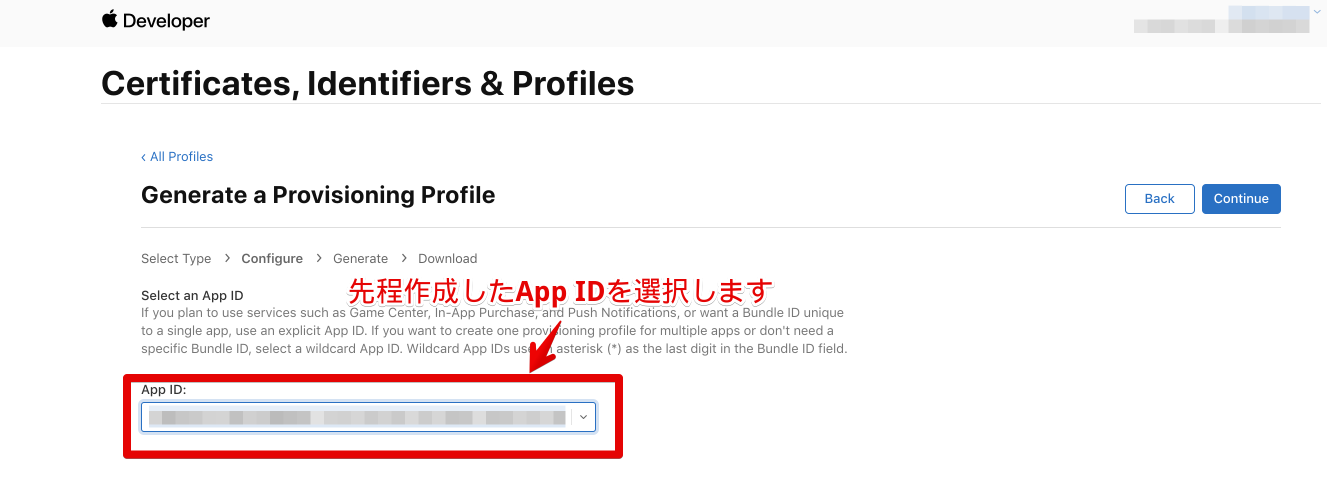 Developer
Certificates, Identifiers & Profiles
‹ All Profiles
Generate a Provisioning Profile
Back
Continue
Select Type > Configure > Generate > Download
先程作成したApp IDを選択します
Select an App ID
If you plan to use services such as Game Center, In-App Purchase, and Push Notifications, or want a Bundle ID unique
to a single app, use an explicit App ID. If you want to create one provisioning profile for multiple apps or don't need a
specific Bundle ID, select a wildcard App ID. Wildcard App IDs use an asterisk (*) as the last digit in the Bundle ID field.
App ID: